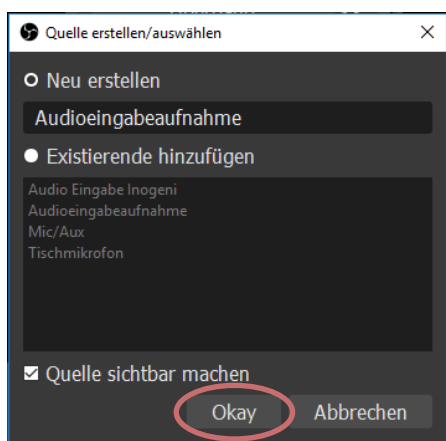 Quelle erstellen/auswählen
Neu erstellen
Audioeingabeaufnahme
Existierende hinzufügen
Audio Eingabe Inogeni
Audioeingabeaufnahme
Mic/Aux
Tischmikrofon
Quelle sichtbar machen
Okay Abbrechen